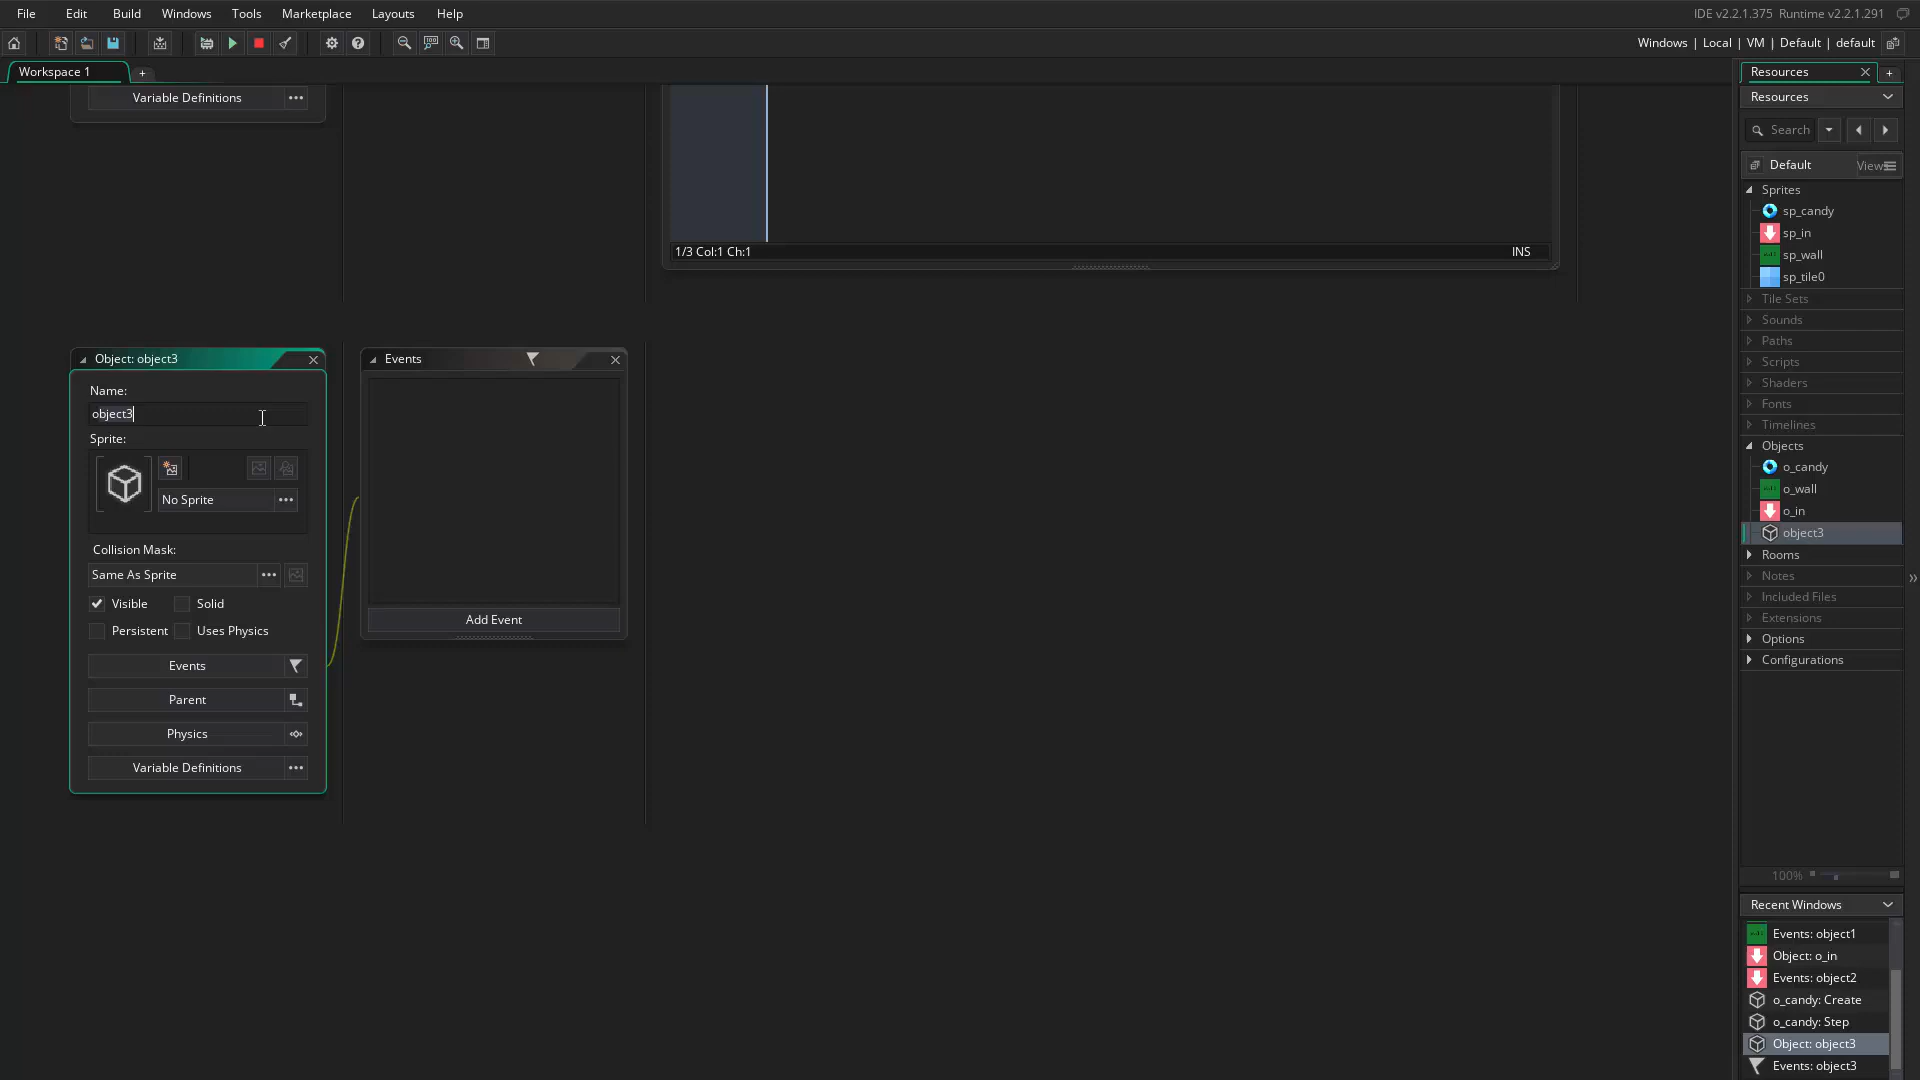 File Edit Build Windows Tools Marketplace Layouts Help
IDE v2.2.1.375 Runtime v2.2.1.291
Windows | Local | VM | Default | default
Workspace 1
+
Variable Definitions
1/3 Col:1 Ch:1
INS
Object: object3
Name:
object3
Sprite:
No Sprite
Collision Mask:
Same As Sprite
Visible
Solid
Persistent
Uses Physics
Events
Parent
Physics
Variable Definitions
Events
Add Event
Resources
+
Resources
Search
Default
View
Sprites
sp_candy
sp_in
sp_wall
sp_tile0
Tile Sets
Sounds
Paths
Scripts
Shaders
Fonts
Timelines
Objects
o_candy
o_wall
o_in
object3
Rooms
Notes
Included Files
Extensions
Options
Configurations
100%
Recent Windows
Events: object1
Object: o_in
Events: object2
o_candy: Create
o_candy: Step
Object: object3
Events: object3